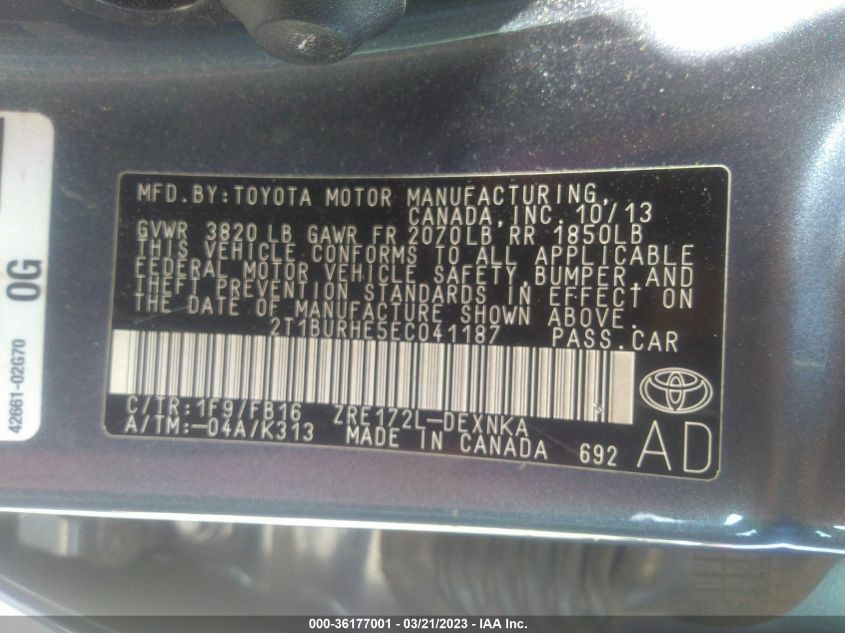 MFD. BY: TOYOTA MOTOR MANUFACTURING,
CANADA, INC. 10/13
GVWR 3820 LB GAWR FR 2070LB RR 1850LB
THIS VEHICLE CONFORMS TO ALL APPLICABLE
FEDERAL MOTOR VEHICLE SAFETY, BUMPER, AND
THEFT PREVENTION STANDARDS IN EFFECT ON
THE DATE OF MANUFACTURE SHOWN ABOVE.
2T1BURHE5EC041187 PASS. CAR
C/TR: 1F9/FB16 ZRE172L-DEXNKA
A/TM: -04A/K313 MADE IN CANADA 692
AD
0G
42661-02G70
000-36177001 / 03/21/2023 - IAA Inc.